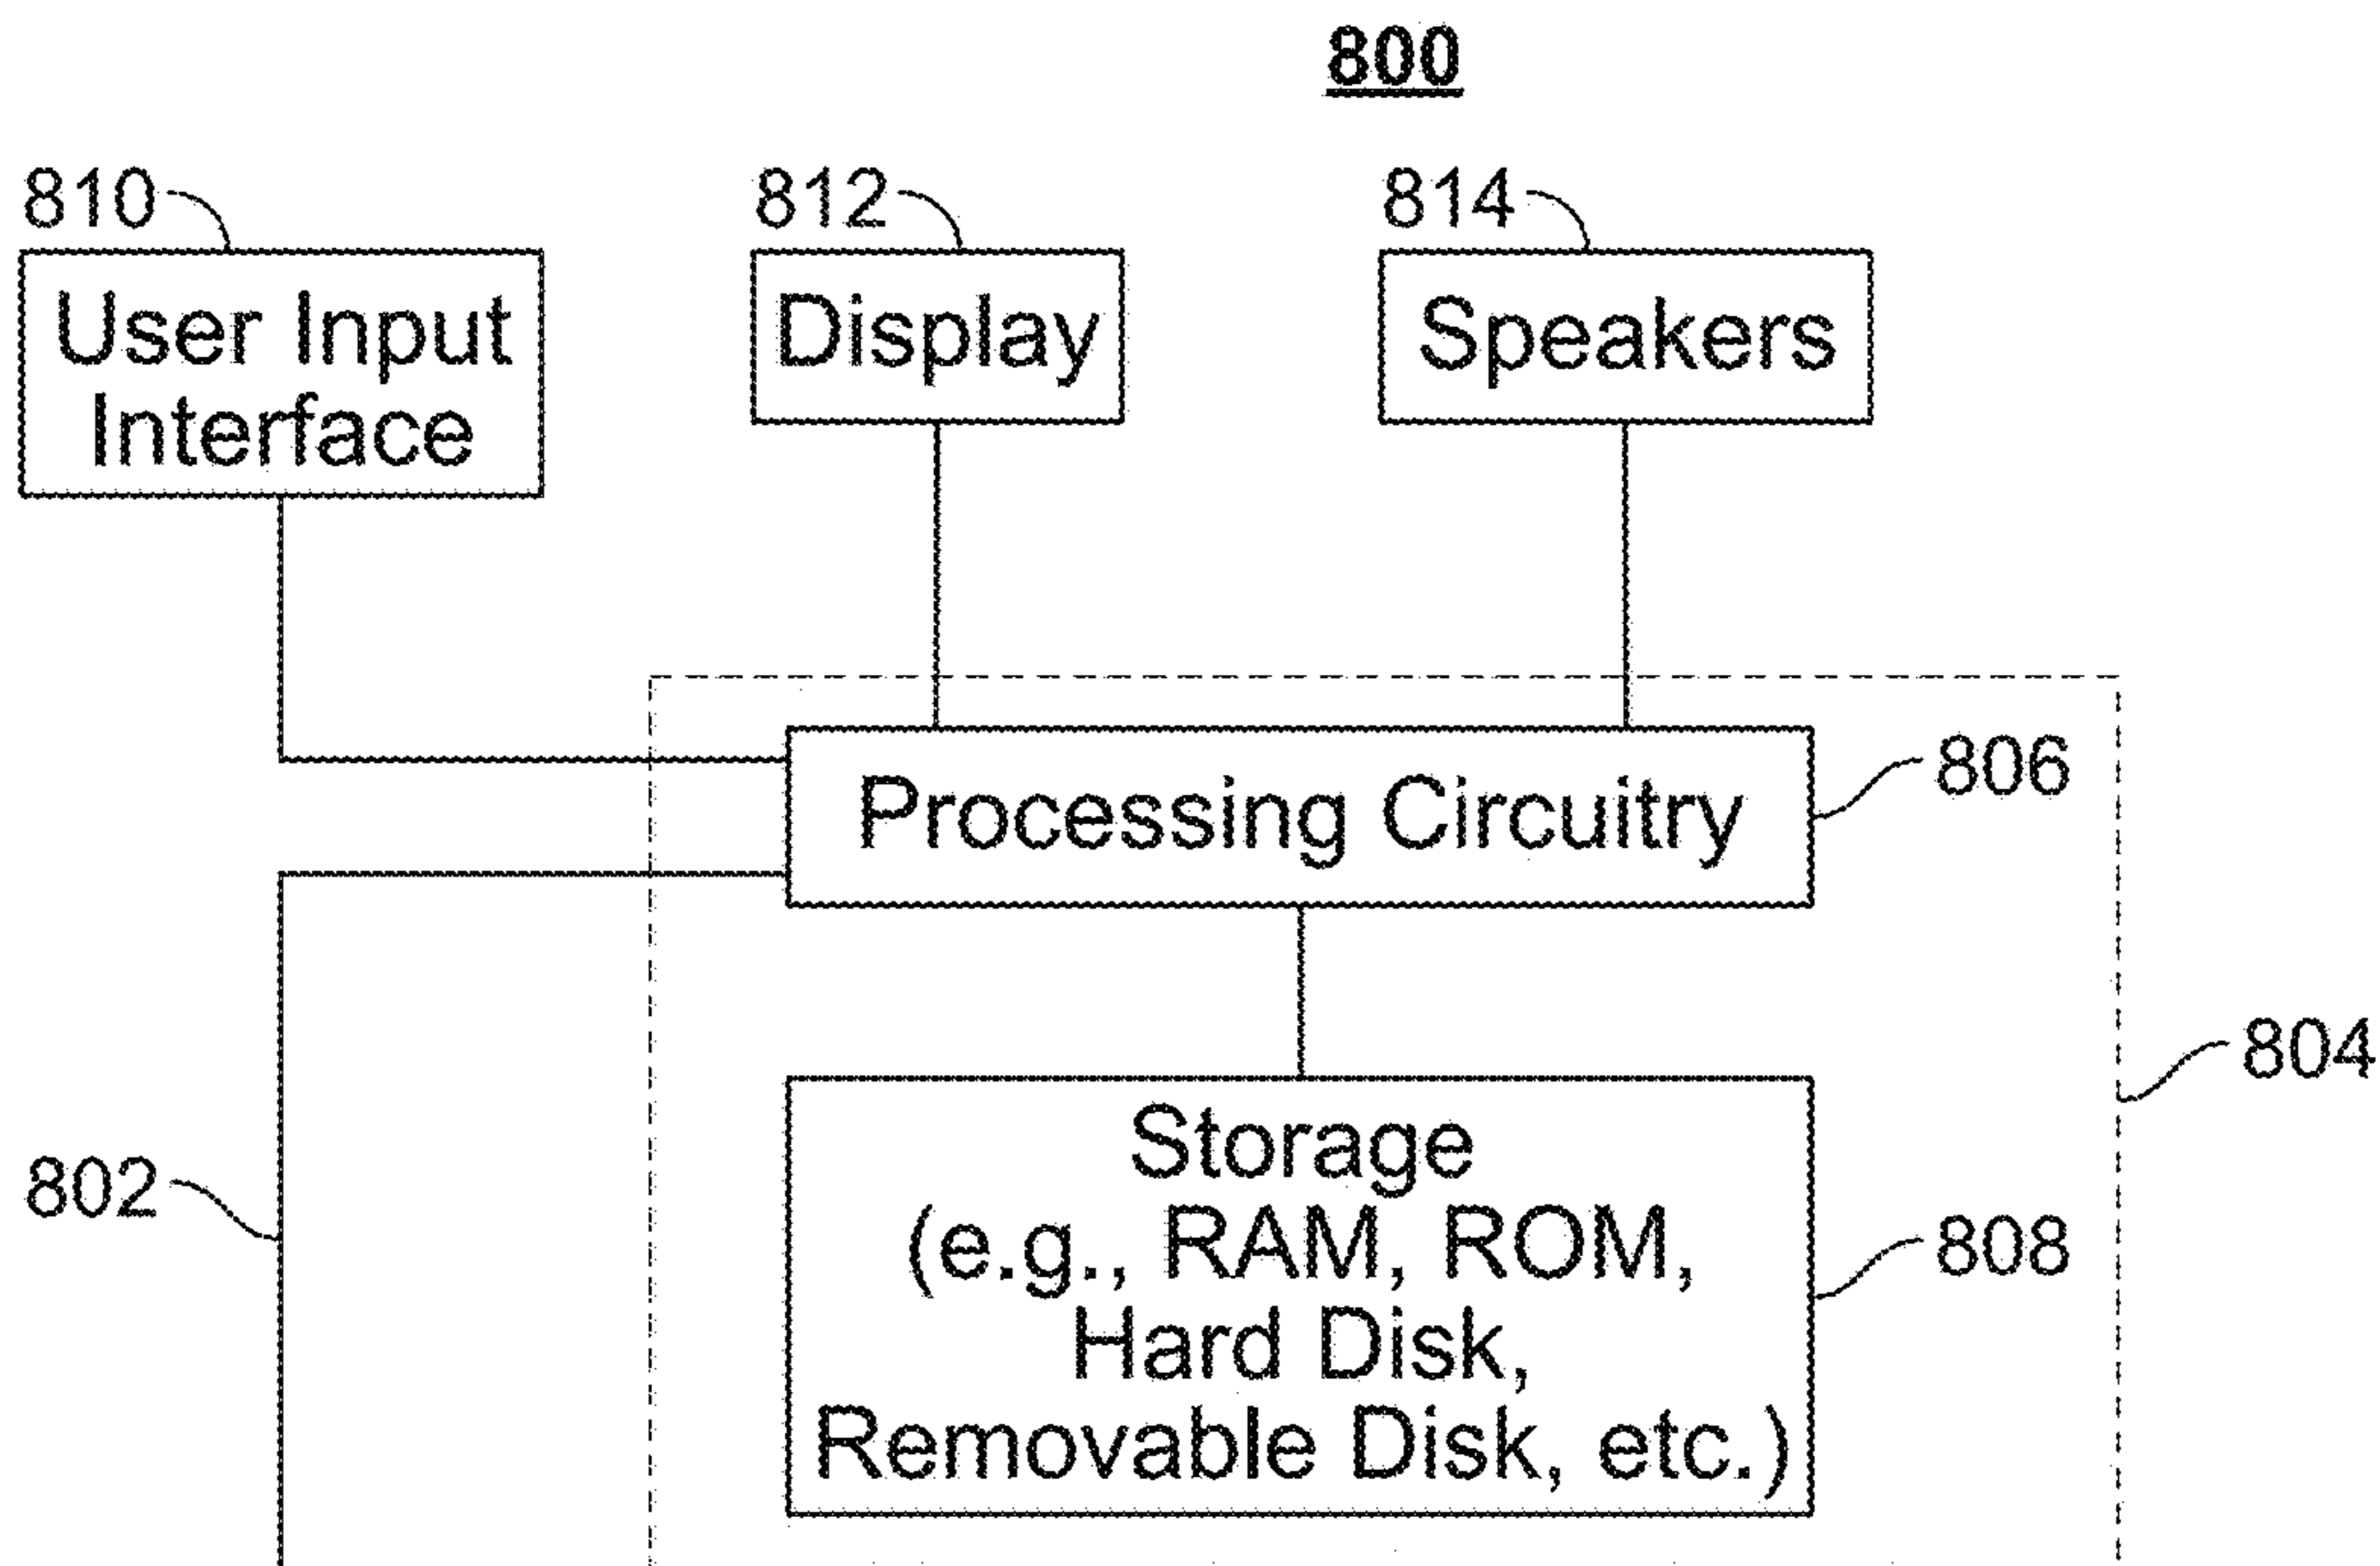 800
810
812
814
User Input
Interface
Display
Speakers
Processing Circuitry
806
804
802
Storage
(e.g., RAM, ROM,
Hard Disk,
Removable Disk, etc.)
808